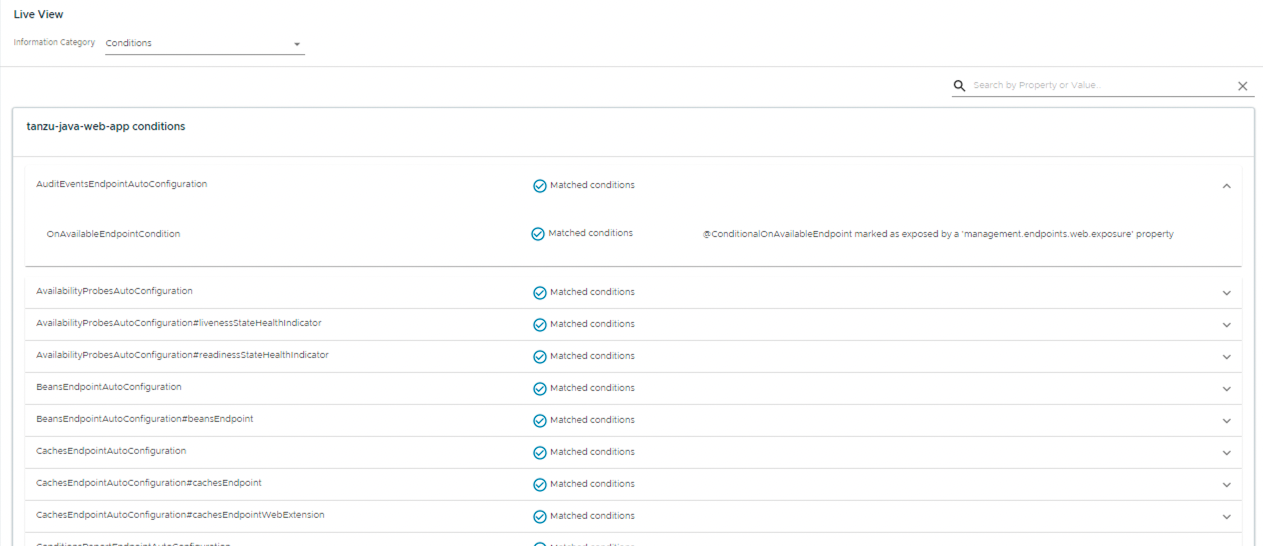 Live View
Information Category Conditions
Search by Property or Value..
tanzu-java-web-app conditions
AuditEventsEndpointAutoConfiguration Matched conditions
OnAvailableEndpointCondition Matched conditions @ConditionalOnAvailableEndpoint marked as exposed by a 'management.endpoints.web.exposure' property
AvailabilityProbesAutoConfiguration Matched conditions
AvailabilityProbesAutoConfiguration#livenessStateHealthIndicator Matched conditions
AvailabilityProbesAutoConfiguration#readinessStateHealthIndicator Matched conditions
BeansEndpointAutoConfiguration Matched conditions
BeansEndpointAutoConfiguration#beansEndpoint Matched conditions
CachesEndpointAutoConfiguration Matched conditions
CachesEndpointAutoConfiguration#cachesEndpoint Matched conditions
CachesEndpointAutoConfiguration#cachesEndpointWebExtension Matched conditions
ConditionsReportEndpointAutoConfiguration Matched conditions